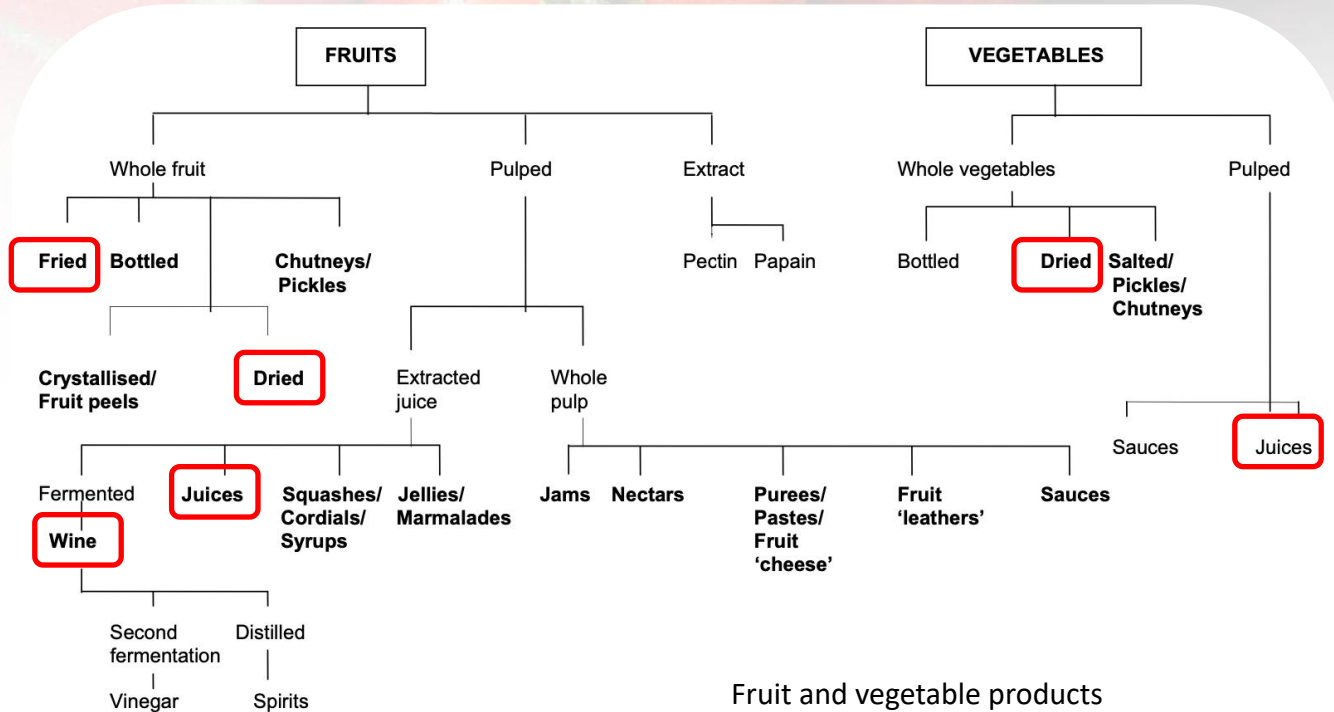 FRUITS
VEGETABLES
Whole fruit
Pulped
Extract
Whole vegetables
Pulped
Fried
Bottled
Chutneys/
Pickles
Pectin
Papain
Bottled
Dried
Salted/
Pickles/
Chutneys
Crystallised/
Fruit peels
Dried
Extracted
juice
Whole
pulp
Sauces
Juices
Fermented
Juices
Squashes/
Cordials/
Syrups
Jellies/
Marmalades
Jams
Nectars
Purees/
Pastes/
Fruit
‘cheese’
Fruit
‘leathers’
Sauces
Wine
Second
fermentation
Distilled
Vinegar
Spirits
Fruit and vegetable products